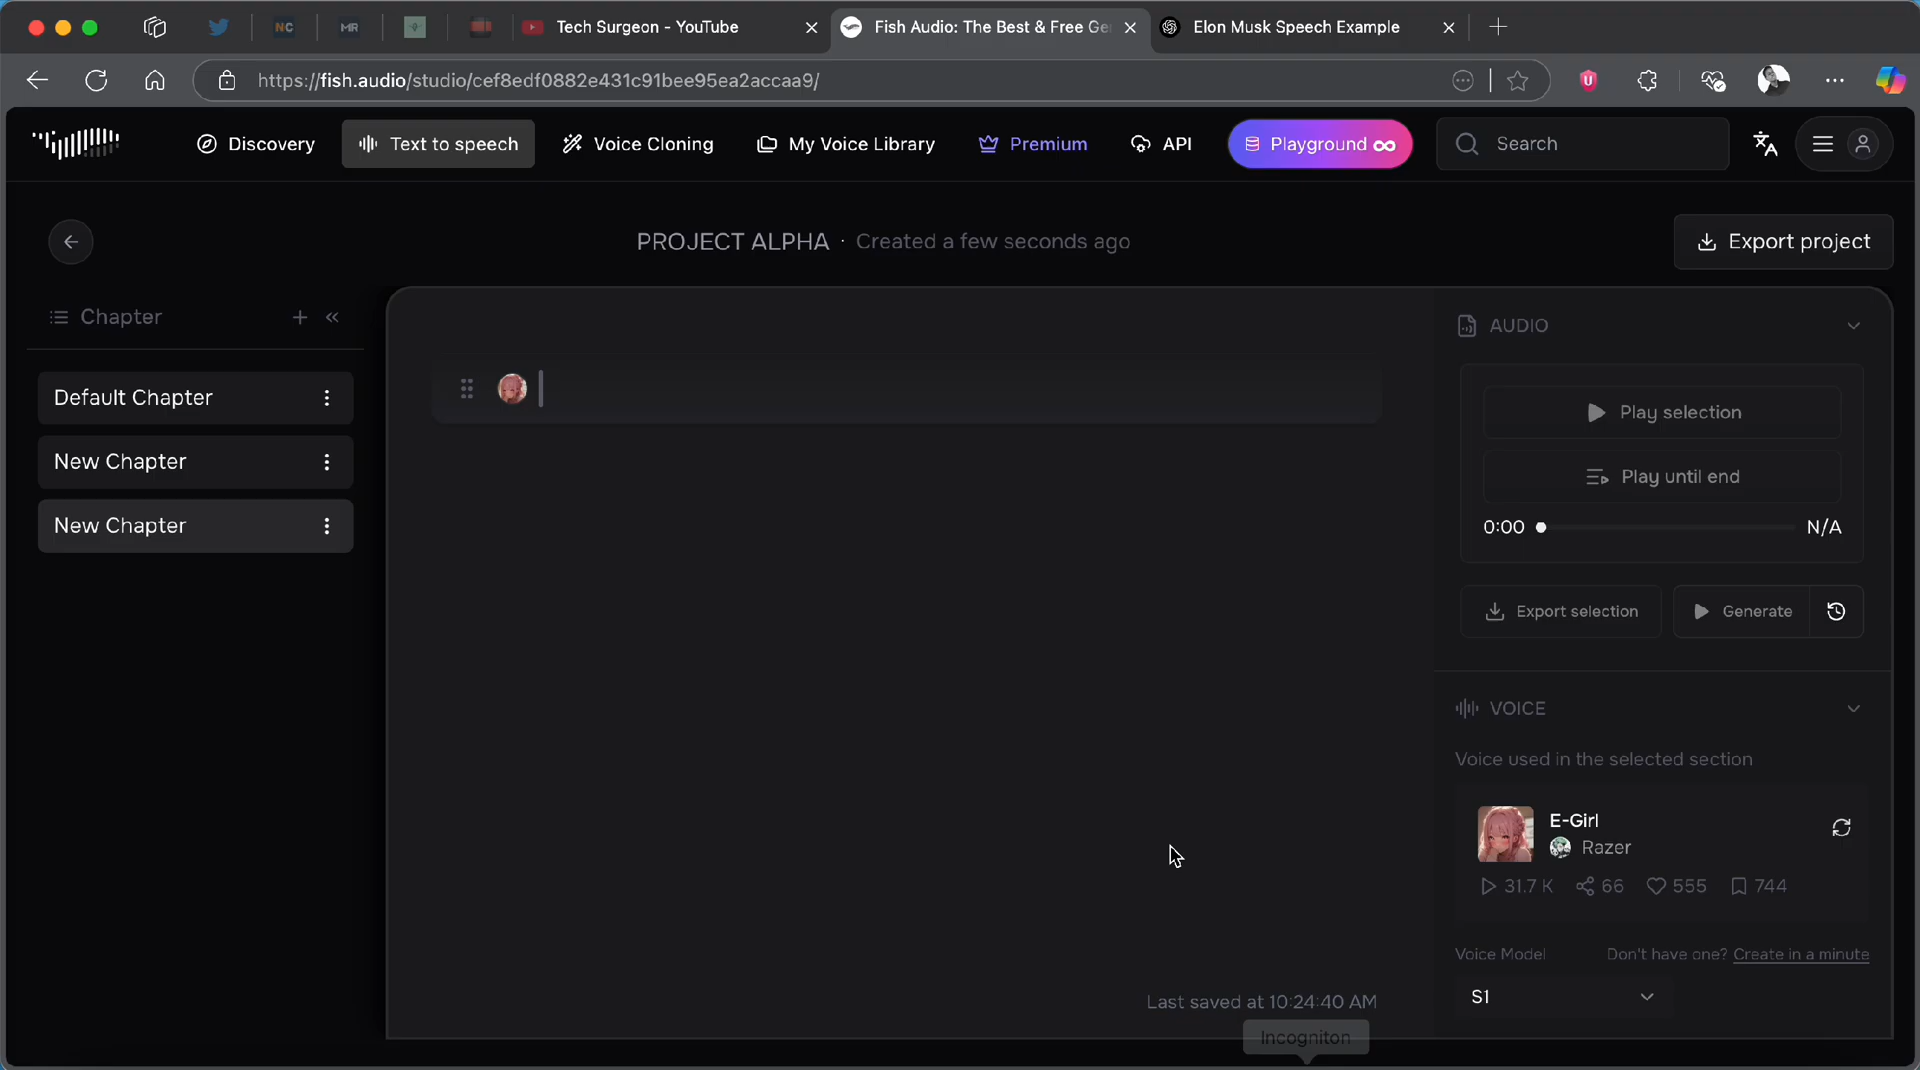 NC
MR
Tech Surgeon - YouTube
Fish Audio: The Best & Free Ge
Elon Musk Speech Example
https://fish.audio/studio/cef8edf0882e431c91bee95ea2accaa9/
Discovery
Text to speech
Voice Cloning
My Voice Library
Premium
API
Playground
Search
PROJECT ALPHA · Created a few seconds ago
Export project
Chapter
Default Chapter
New Chapter
New Chapter
AUDIO
Play selection
Play until end
0:00
N/A
Export selection
Generate
VOICE
Voice used in the selected section
E-Girl
Razer
31.7 K
66
555
744
Voice Model
Don't have one? Create in a minute
S1
Last saved at 10:24:40 AM
Incogniton